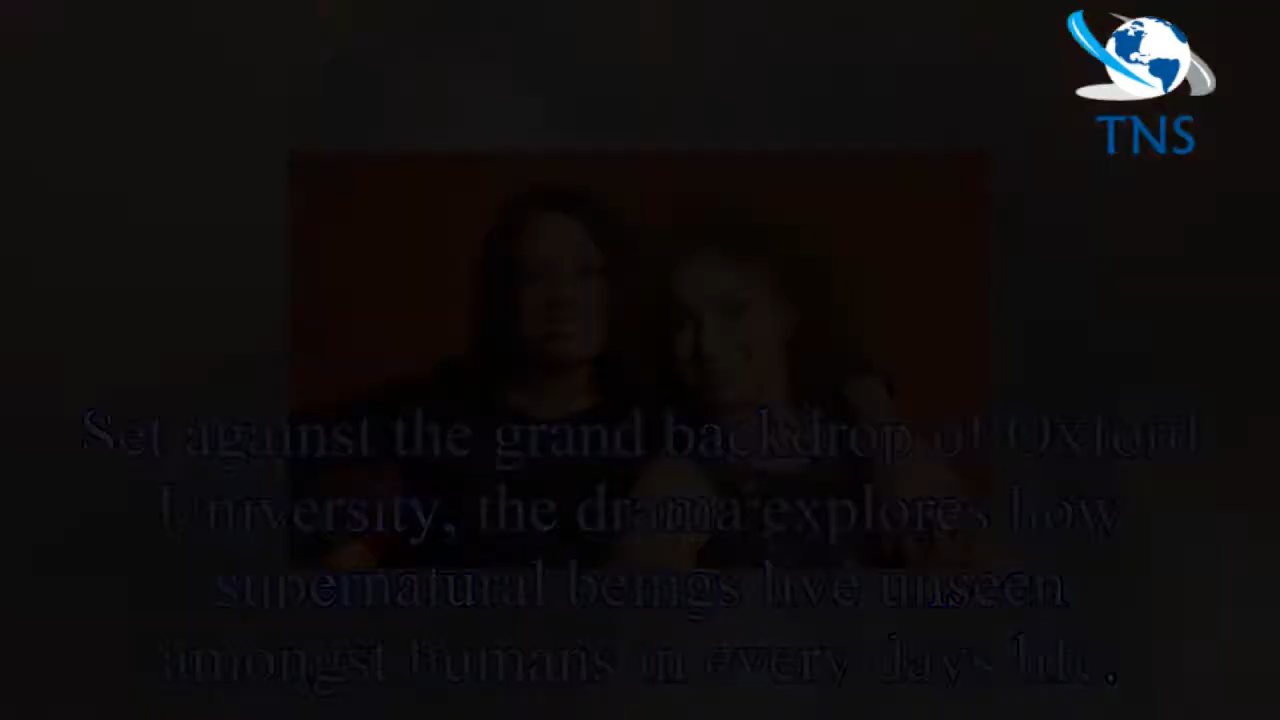 TNS
Set against the grand backdrop of Oxford
University, the drama explores how
supernatural beings live unseen
amongst humans in every days life.